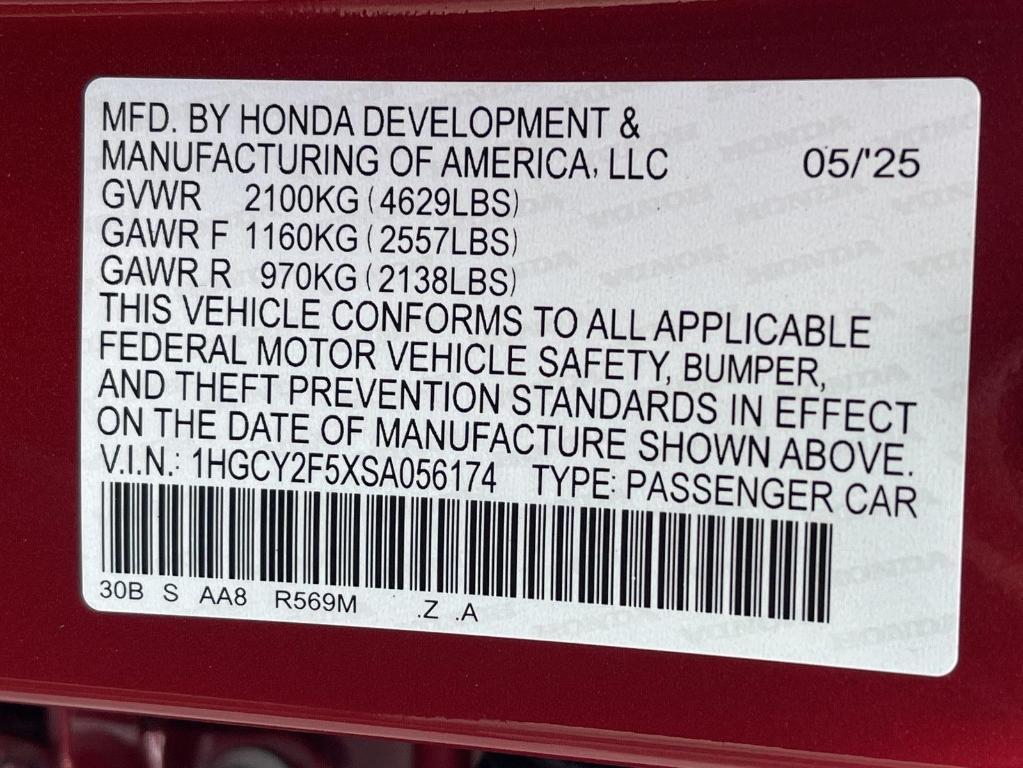 MFD. BY HONDA DEVELOPMENT &
MANUFACTURING OF AMERICA, LLC 05/'25
GVWR 2100KG (4629LBS)
GAWR F 1160KG (2557LBS)
GAWR R 970KG (2138LBS)
THIS VEHICLE CONFORMS TO ALL APPLICABLE
FEDERAL MOTOR VEHICLE SAFETY, BUMPER,
AND THEFT PREVENTION STANDARDS IN EFFECT
ON THE DATE OF MANUFACTURE SHOWN ABOVE.
V.I.N.: 1HGCY2F5XSA056174 TYPE: PASSENGER CAR
30B S AA8 R569M .Z .A